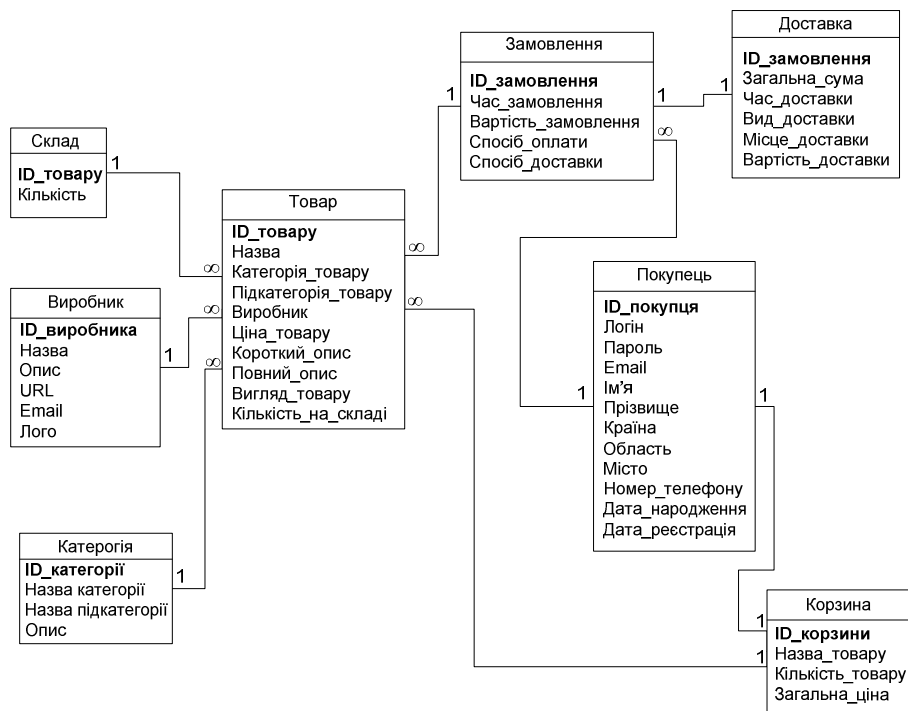 Доставка
ID_замовлення
Загальна_сума
Час_доставки
Вид_доставки
Місце_доставки
Вартість_доставки
Замовлення
ID_замовлення
Час_замовлення
Вартість_замовлення
Спосіб_оплати
Спосіб_доставки
1
1
1
∞
Склад
ID_товару
Кількість
1
Товар
ID_товару
Назва
Категорія_товару
Підкатегорія_товару
Виробник
Ціна_товару
Короткий_опис
Повний_опис
Вигляд_товару
Кількість_на_складі
∞
∞
∞
∞
∞
Виробник
ID_виробника
Назва
Опис
URL
Email
Лого
1
Покупець
ID_покупця
Логін
Пароль
Email
Ім'я
Прізвище
Країна
Область
Місто
Номер_телефону
Дата_народження
Дата_реєстрація
1
1
Катерогія
ID_категорії
Назва категорії
Назва підкатегорії
Опис
1
Корзина
ID_корзини
Назва_товару
Кількість_товару
Загальна_ціна
1
1